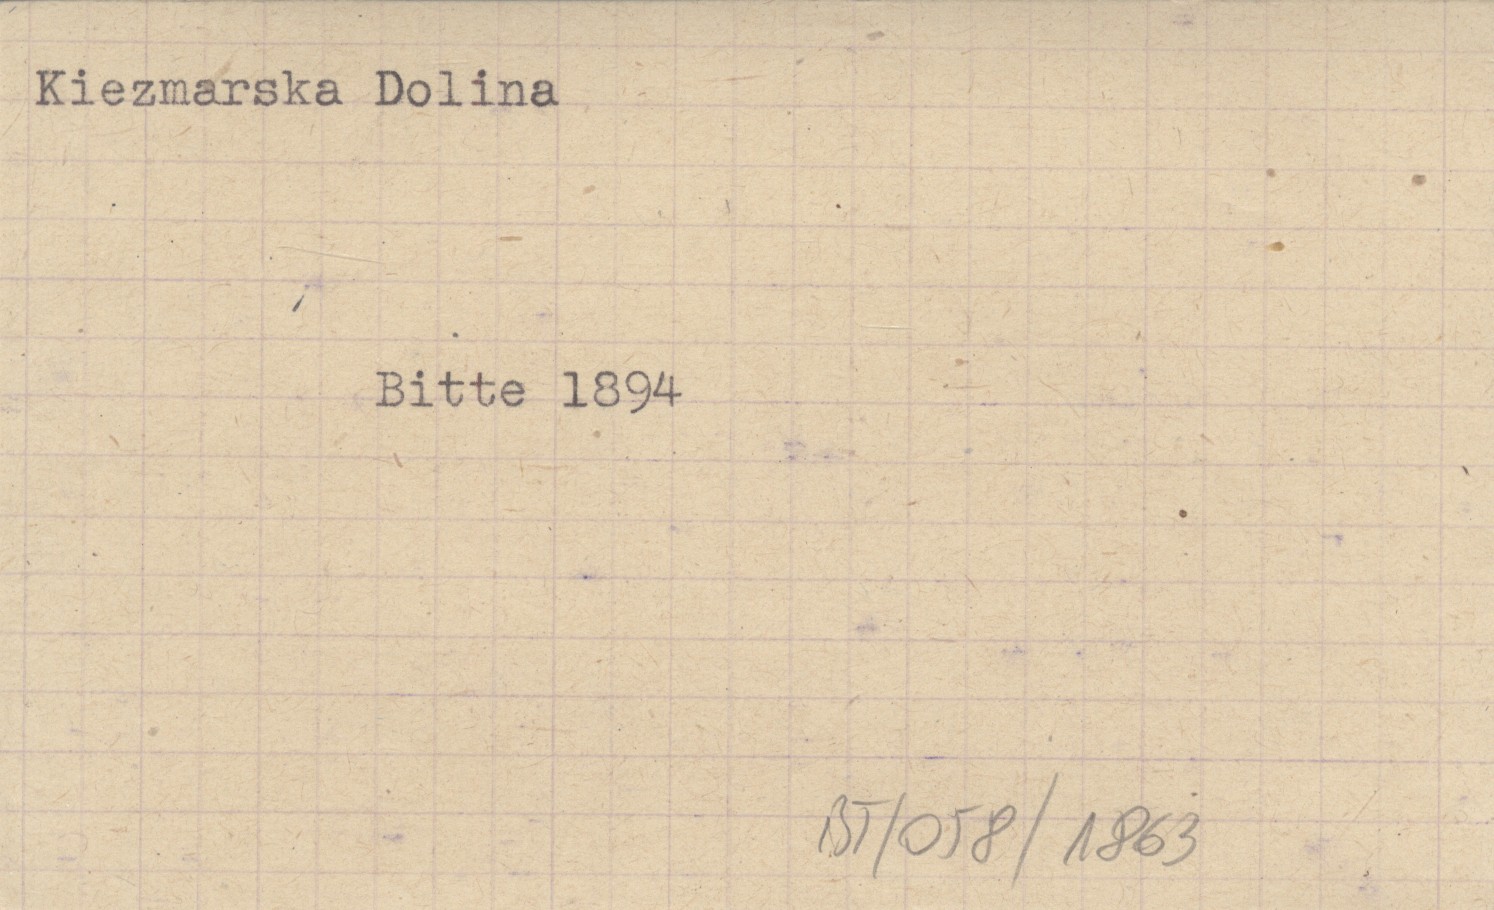 Kiezmarska Dolina
Bitte 1894
BT/058/1863